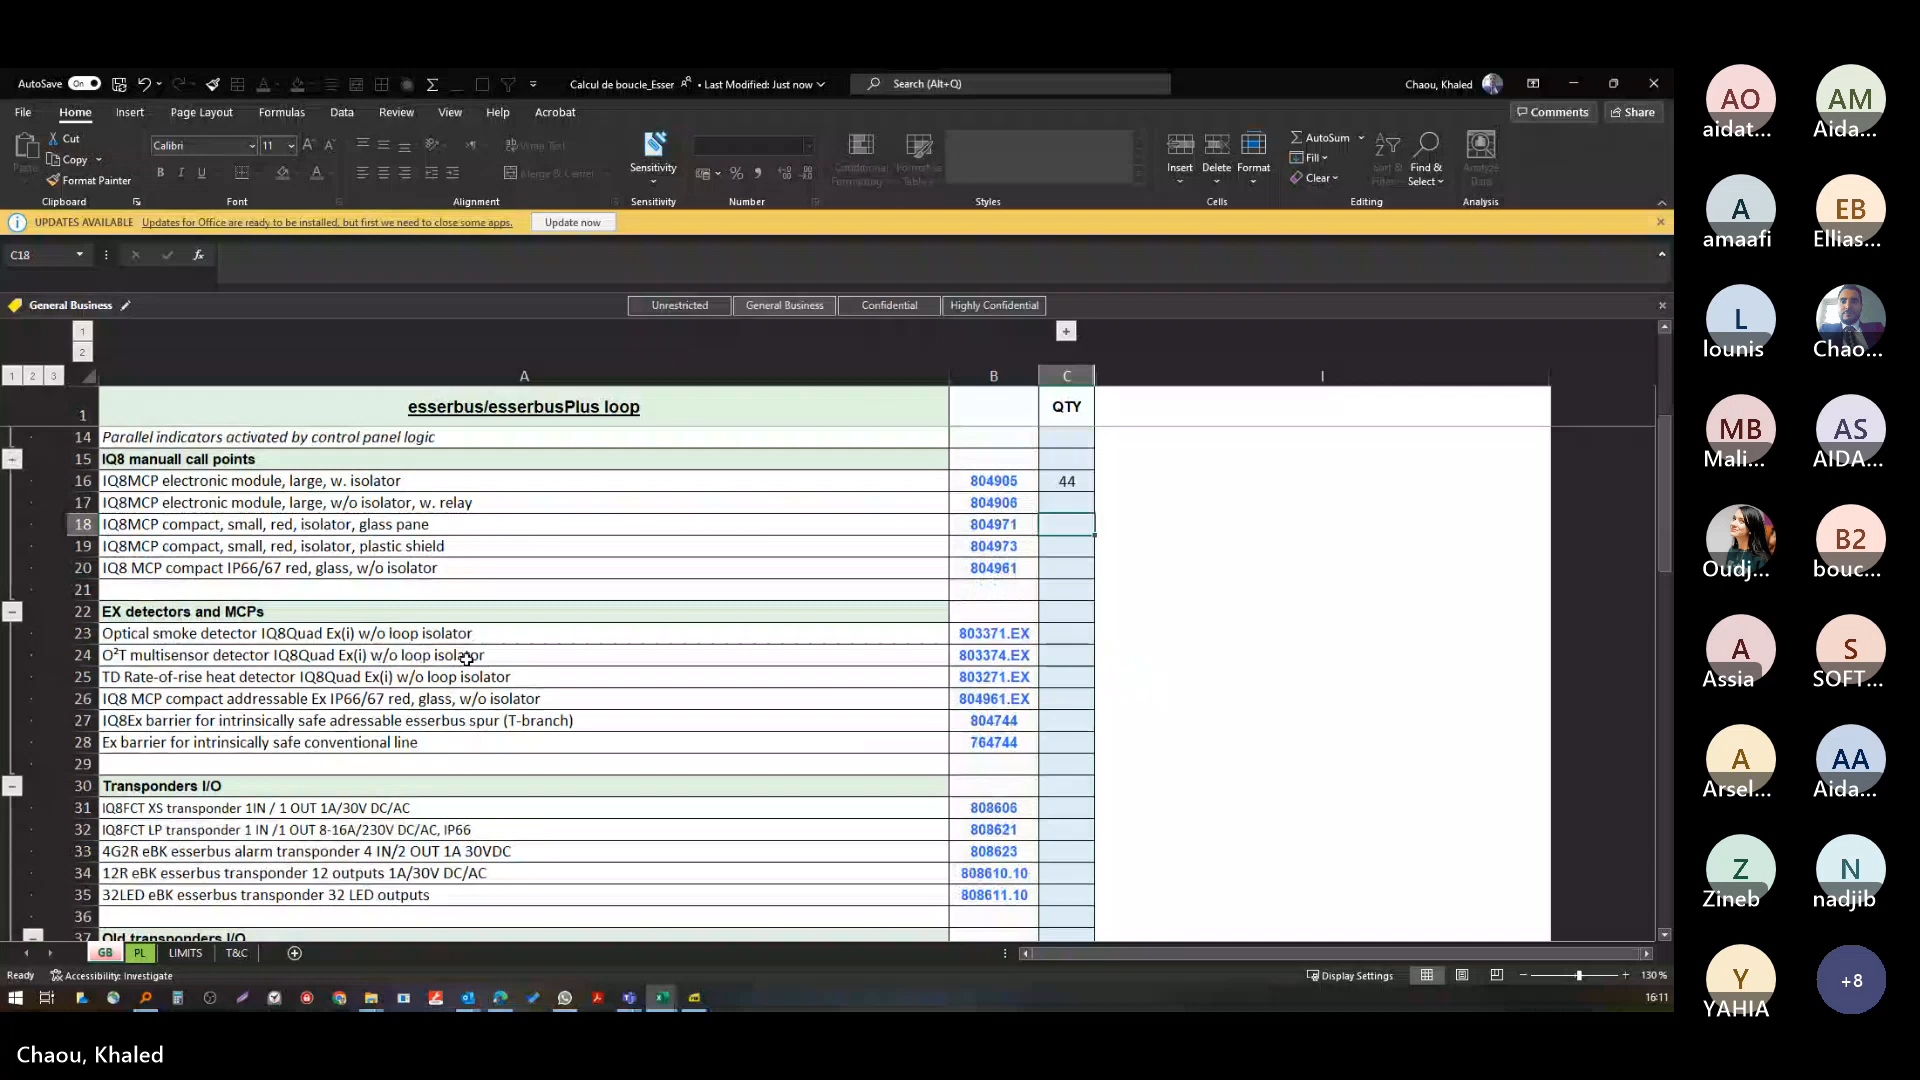 AutoSave On Calcul de boucle_Esser • Last Modified: Just now Search (Alt+Q) Chaou, Khaled
File Home Insert Page Layout Formulas Data Review View Help Acrobat Comments Share
Cut
Copy
Format Painter
Clipboard
Calibri 11
B I U
Font
Wrap Text
Merge & Center
Alignment
Sensitivity
Sensitivity
Number
Conditional Formatting
Styles
Insert Delete Format
Cells
AutoSum
Fill
Clear
Find & Select
Editing
Analyze Data
Analysis
UPDATES AVAILABLE Updates for Office are ready to be installed, but first we need to close some apps. Update now
C18 fx
General Business Unrestricted General Business Confidential Highly Confidential
1
2
1 2 3 A B C I
1 esserbus/esserbusPlus loop QTY
14 Parallel indicators activated by control panel logic
15 IQ8 manuall call points
16 IQ8MCP electronic module, large, w. isolator 804905 44
17 IQ8MCP electronic module, large, w/o isolator, w. relay 804906
18 IQ8MCP compact, small, red, isolator, glass pane 804971
19 IQ8MCP compact, small, red, isolator, plastic shield 804973
20 IQ8 MCP compact IP66/67 red, glass, w/o isolator 804961
21
22 EX detectors and MCPs
23 Optical smoke detector IQ8Quad Ex(i) w/o loop isolator 803371.EX
24 O²T multisensor detector IQ8Quad Ex(i) w/o loop isolator 803374.EX
25 TD Rate-of-rise heat detector IQ8Quad Ex(i) w/o loop isolator 803271.EX
26 IQ8 MCP compact addressable Ex IP66/67 red, glass, w/o isolator 804961.EX
27 IQ8Ex barrier for intrinsically safe adressable esserbus spur (T-branch) 804744
28 Ex barrier for intrinsically safe conventional line 764744
29
30 Transponders I/O
31 IQ8FCT XS transponder 1IN / 1 OUT 1A/30V DC/AC 808606
32 IQ8FCT LP transponder 1 IN /1 OUT 8-16A/230V DC/AC, IP66 808621
33 4G2R eBK esserbus alarm transponder 4 IN/2 OUT 1A 30VDC 808623
34 12R eBK esserbus transponder 12 outputs 1A/30V DC/AC 808610.10
35 32LED eBK esserbus transponder 32 LED outputs 808611.10
36
37 Old transponders I/O
GB PL LIMITS T&C
Ready Accessibility: Investigate Display Settings 130 %
16:11
Chaou, Khaled
AO AM
aidat... Aida...
A EB
amaafi Ellias...
L
lounis Chao...
MB AS
Mali... AIDA...
B2
Oudj... bouc...
A S
Assia SOFT...
A AA
Arsel... Aida...
Z N
Zineb nadjib
Y +8
YAHIA